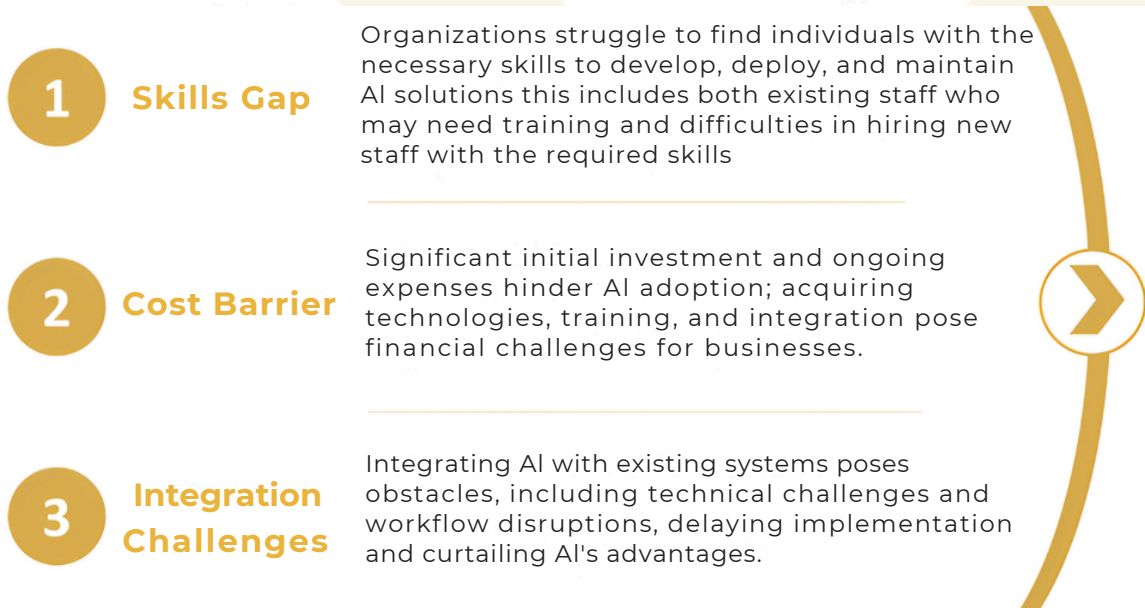 1
Skills Gap
Organizations struggle to find individuals with the
necessary skills to develop, deploy, and maintain
AI solutions this includes both existing staff who
may need training and difficulties in hiring new
staff with the required skills
2
Cost Barrier
Significant initial investment and ongoing
expenses hinder AI adoption; acquiring
technologies, training, and integration pose
financial challenges for businesses.
3
Integration
Challenges
Integrating AI with existing systems poses
obstacles, including technical challenges and
workflow disruptions, delaying implementation
and curtailing AI's advantages.